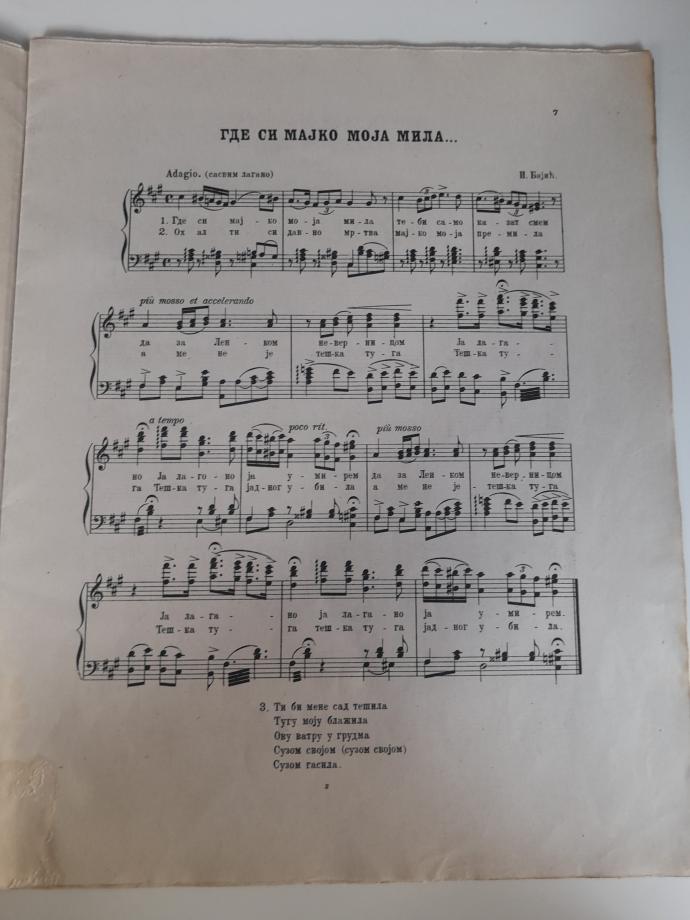 7
ГДЕ СИ МАЈКО МОЈА МИЛА...
Adagio. (сасвим лагано)
И. Бајић.
1. Где си мај - ко мо - ја ми - ла те - би са - мо - ка - зат смем
2. Ох ал ти си дав - но мр - тва мај - ко мо - ја пре - ми - ла
più mosso et accelerando
да за Лен - ком не - вер - ни - цом Ја ла - га -
а ме не је теш - ка ту - га Теш - ка ту -
a tempo
poco rit.
più mosso
но Ја ла - го - но ја у - ми - рем да за Лен - ком не - вер - ни - цом
га Теш - ка ту - га јад - ног у - би - ла а ме не је - теш - ка ту - га
Ја ла - га - но ја ла - га - но ја у - ми - рем.
Теш - ка ту - га теш - ка ту - га јад - ног у - би - ла.
3. Ти би мене сад тешила
Тугу моју блажила
Ову ватру у грудма
Сузом својом (сузом својом)
Сузом гасила.